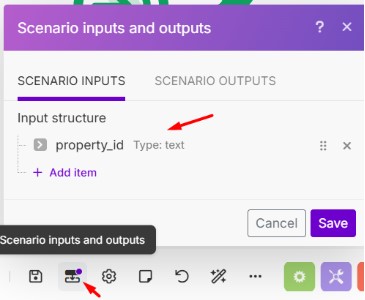 Scenario inputs and outputs ? ×
SCENARIO INPUTS SCENARIO OUTPUTS
Input structure
property_id Type: text
+ Add item
Cancel Save
Scenario inputs and outputs